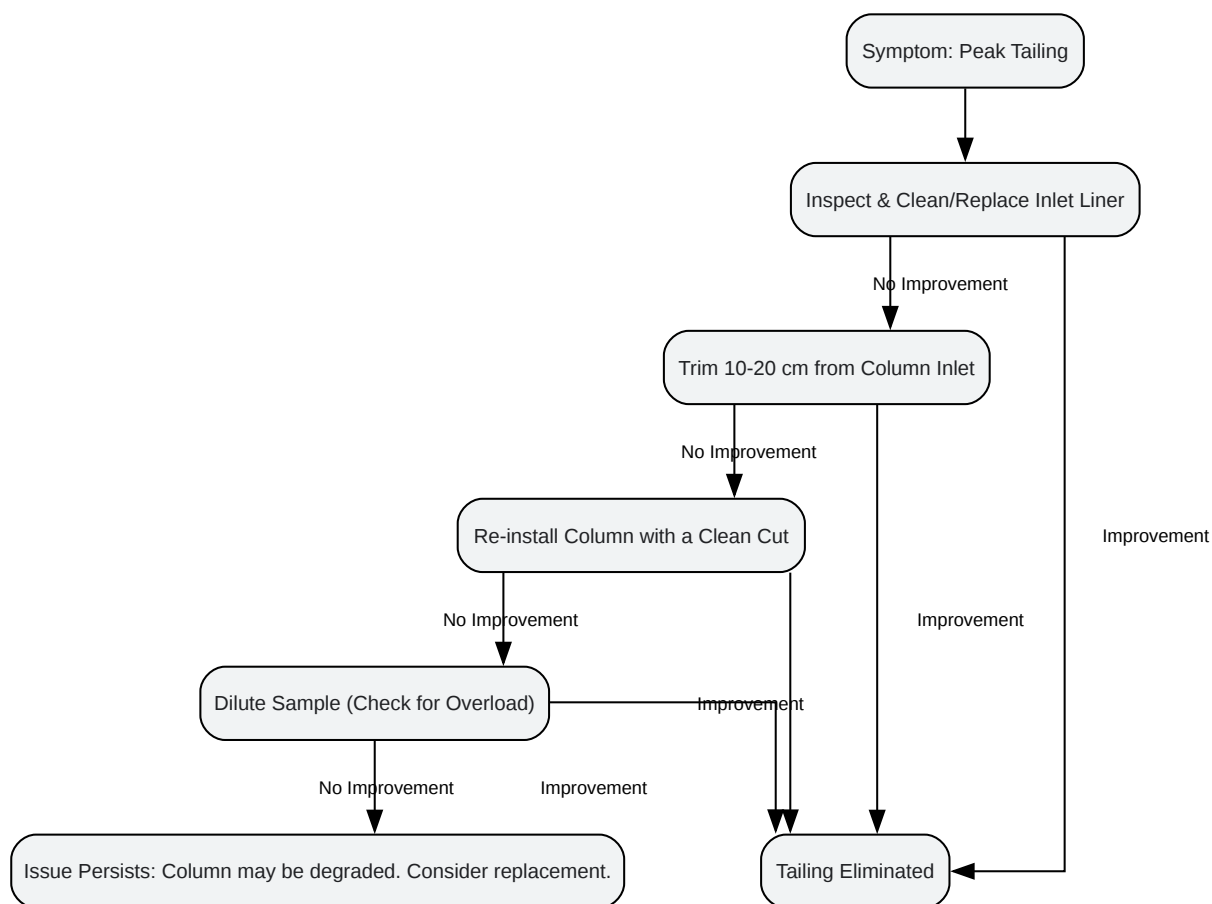 Symptom: Peak Tailing
Inspect & Clean/Replace Inlet Liner
No Improvement
Trim 10-20 cm from Column Inlet
No Improvement
Re-install Column with a Clean Cut
Improvement
No Improvement
Improvement
Dilute Sample (Check for Overload)
Improvement
No Improvement
Improvement
Issue Persists: Column may be degraded. Consider replacement.
Tailing Eliminated